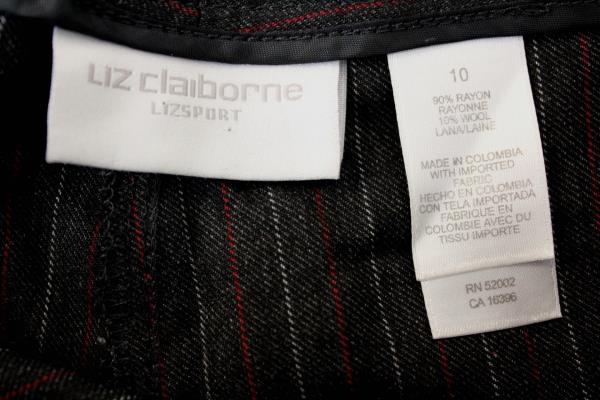 LIZ claiborne
LIZSPORT
10
90% RAYON
RAYONNE
10% WOOL
LANA/LAINE
MADE IN COLOMBIA
WITH IMPORTED
FABRIC
HECHO EN COLOMBIA
CON TELA IMPORTADA
FABRIQUE EN
COLOMBIE AVEC DU
TISSU IMPORTE
RN 52002
CA 16396